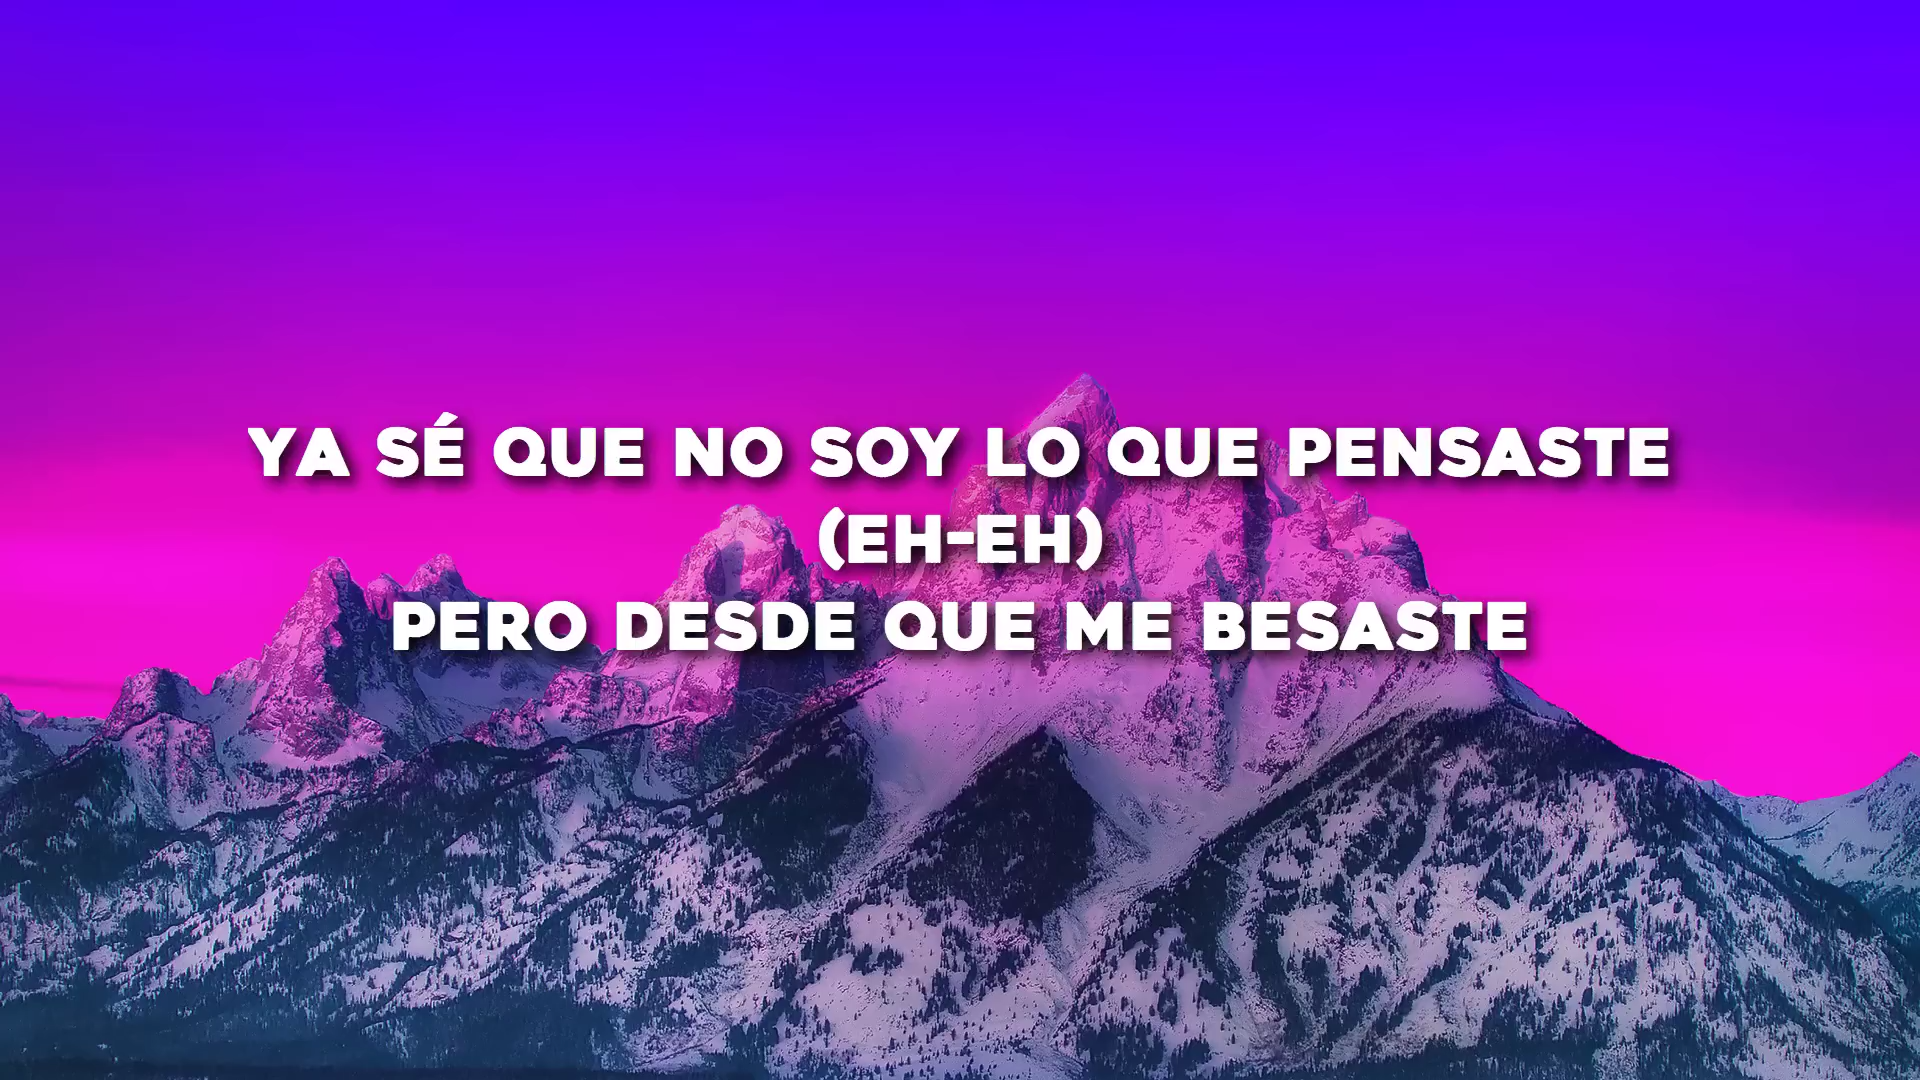 YA SÉ QUE NO SOY LO QUE PENSASTE
(EH-EH)
PERO DESDE QUE ME BESASTE